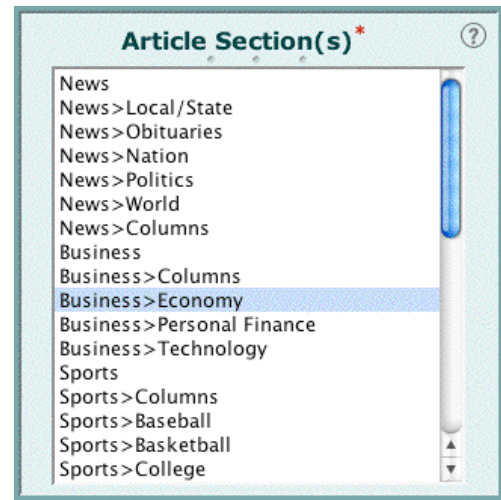 Article Section(s)*
?
News
News>Local/State
News>Obituaries
News>Nation
News>Politics
News>World
News>Columns
Business
Business>Columns
Business>Economy
Business>Personal Finance
Business>Technology
Sports
Sports>Columns
Sports>Baseball
Sports>Basketball
Sports>College